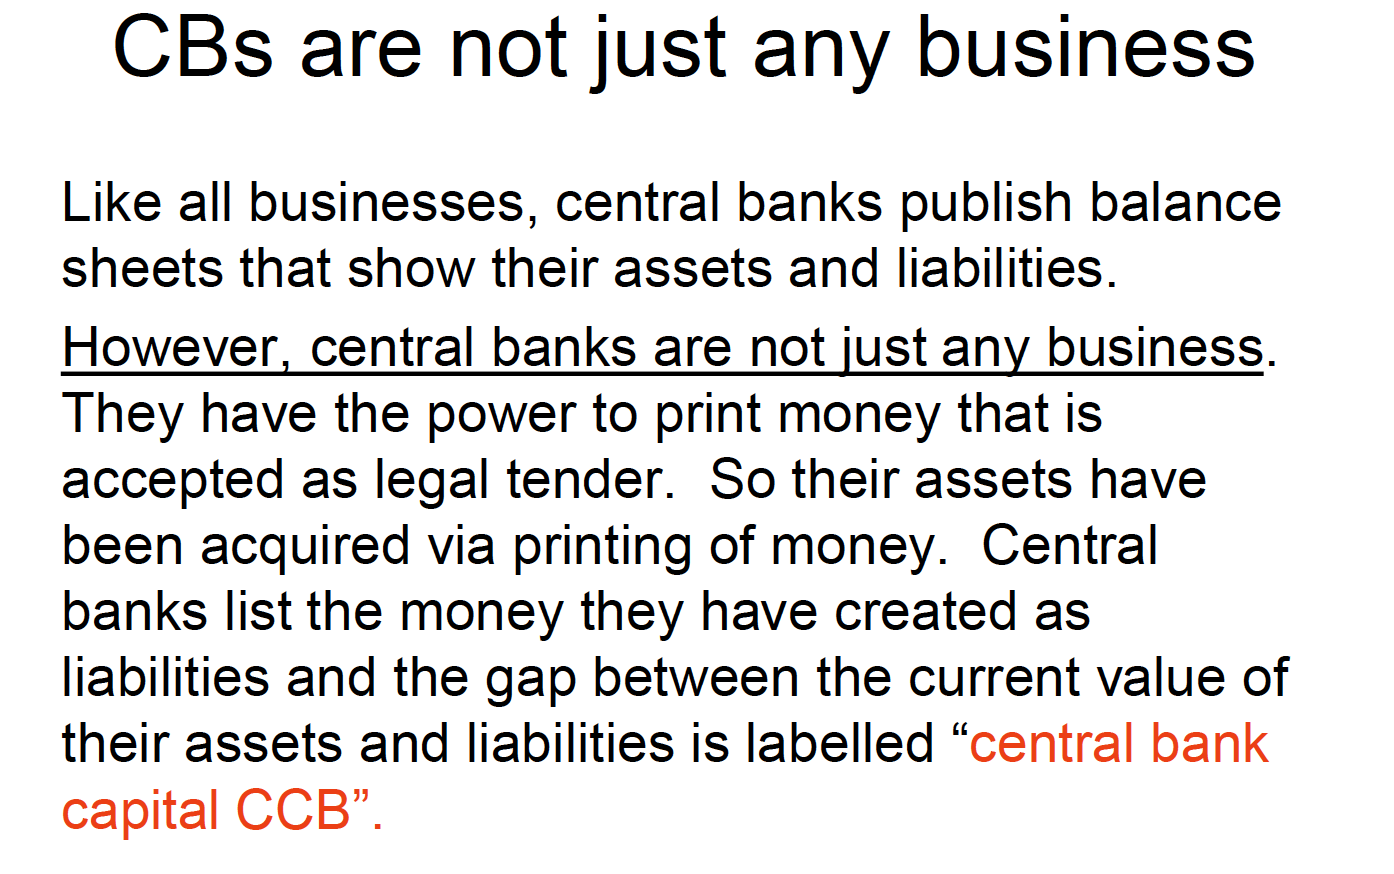 CBs are not just any business
Like all businesses, central banks publish balance
sheets that show their assets and liabilities.
However, central banks are not just any business.
They have the power to print money that is
accepted as legal tender.  So their assets have
been acquired via printing of money.  Central
banks list the money they have created as
liabilities and the gap between the current value of
their assets and liabilities is labelled “central bank
capital CCB”.